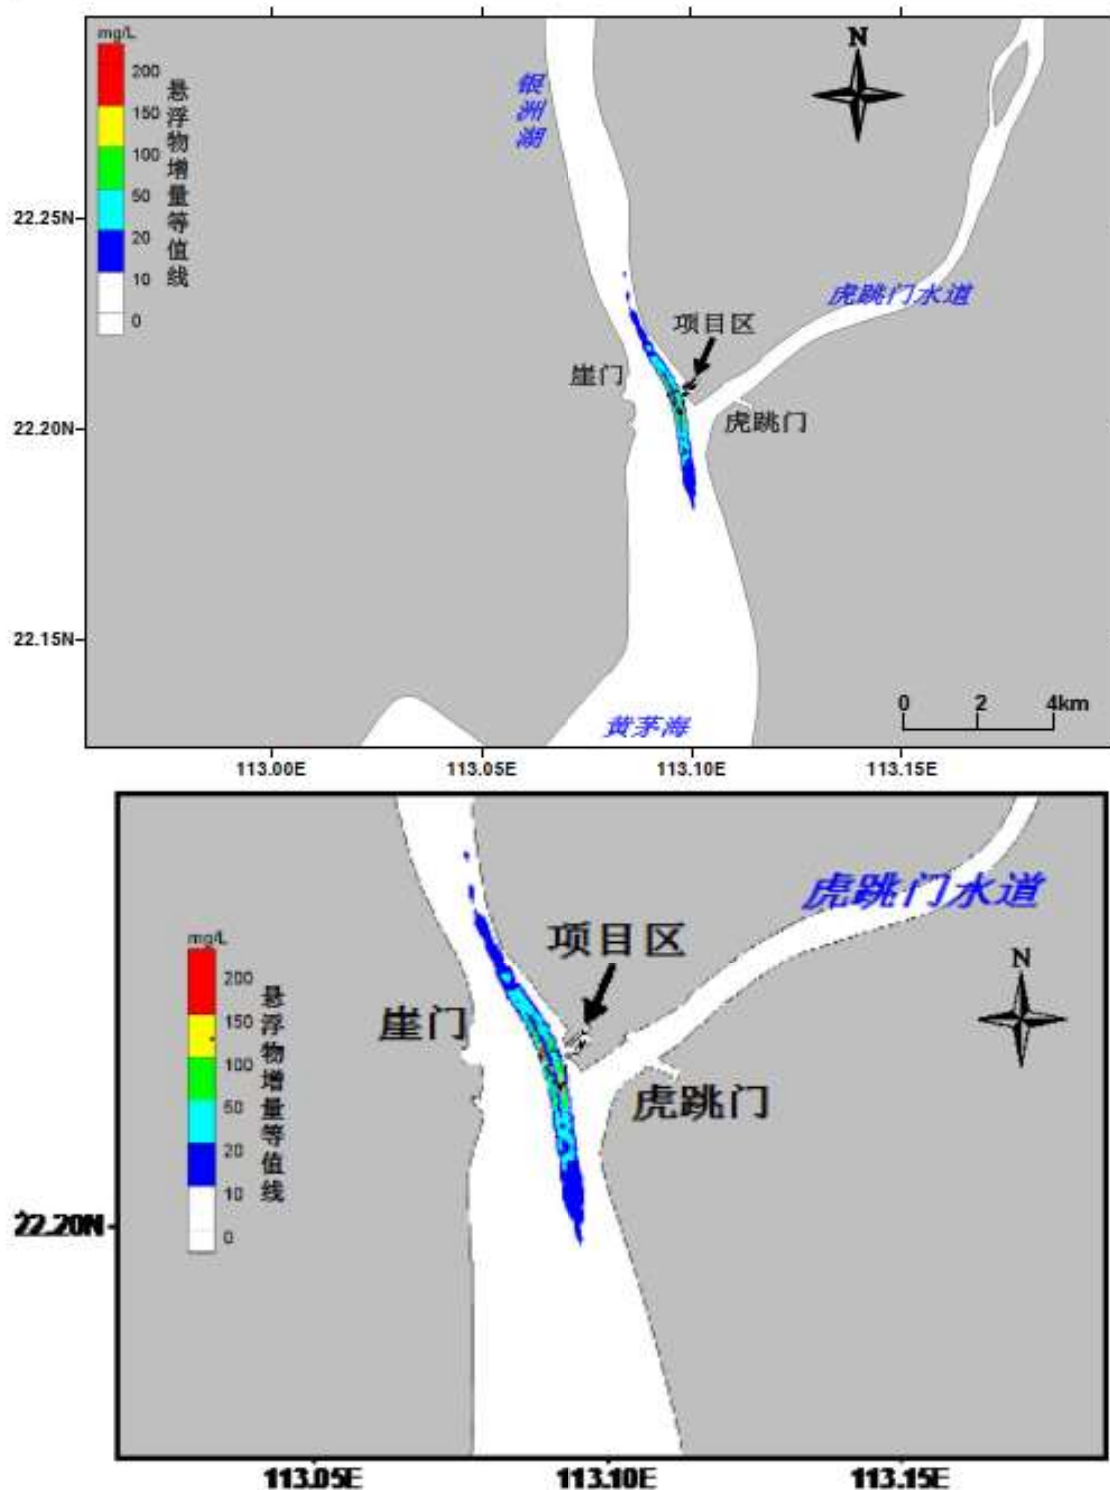 mg/L
200
150
100
50
20
10
0
悬浮物增量等值线
银洲湖
N
22.25N
22.20N
22.15N
虎跳门水道
项目区
崖门
虎跳门
黄茅海
0 2 4km
113.00E 113.05E 113.10E 113.15E
虎跳门水道
mg/L
200
150
100
50
20
10
0
悬浮物增量等值线
项目区
N
崖门
虎跳门
22.20N
113.05E 113.10E 113.15E